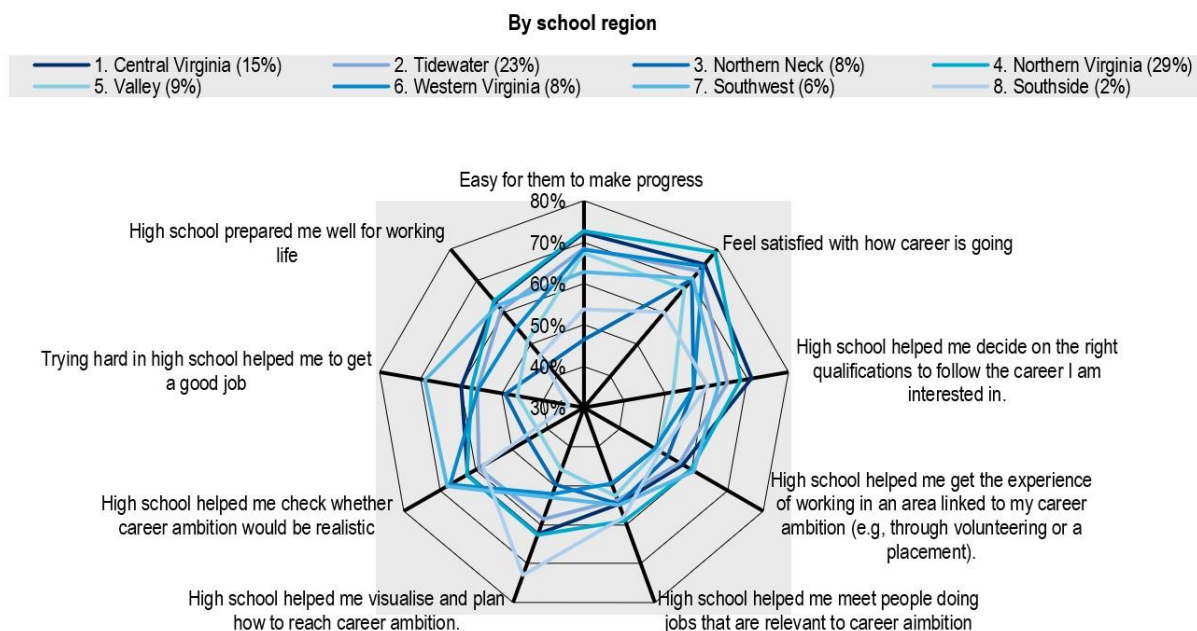 By school region
1. Central Virginia (15%)
2. Tidewater (23%)
3. Northern Neck (8%)
4. Northern Virginia (29%)
5. Valley (9%)
6. Western Virginia (8%)
7. Southwest (6%)
8. Southside (2%)
Easy for them to make progress
80%
70%
60%
50%
40%
30%
Feel satisfied with how career is going
High school helped me decide on the right
qualifications to follow the career I am
interested in.
High school helped me get the experience
of working in an area linked to my career
ambition (e.g, through volunteering or a
placement).
High school helped me meet people doing
jobs that are relevant to career aimbition
High school helped me visualise and plan
how to reach career ambition.
High school helped me check whether
career ambition would be realistic
Trying hard in high school helped me to get
a good job
High school prepared me well for working
life